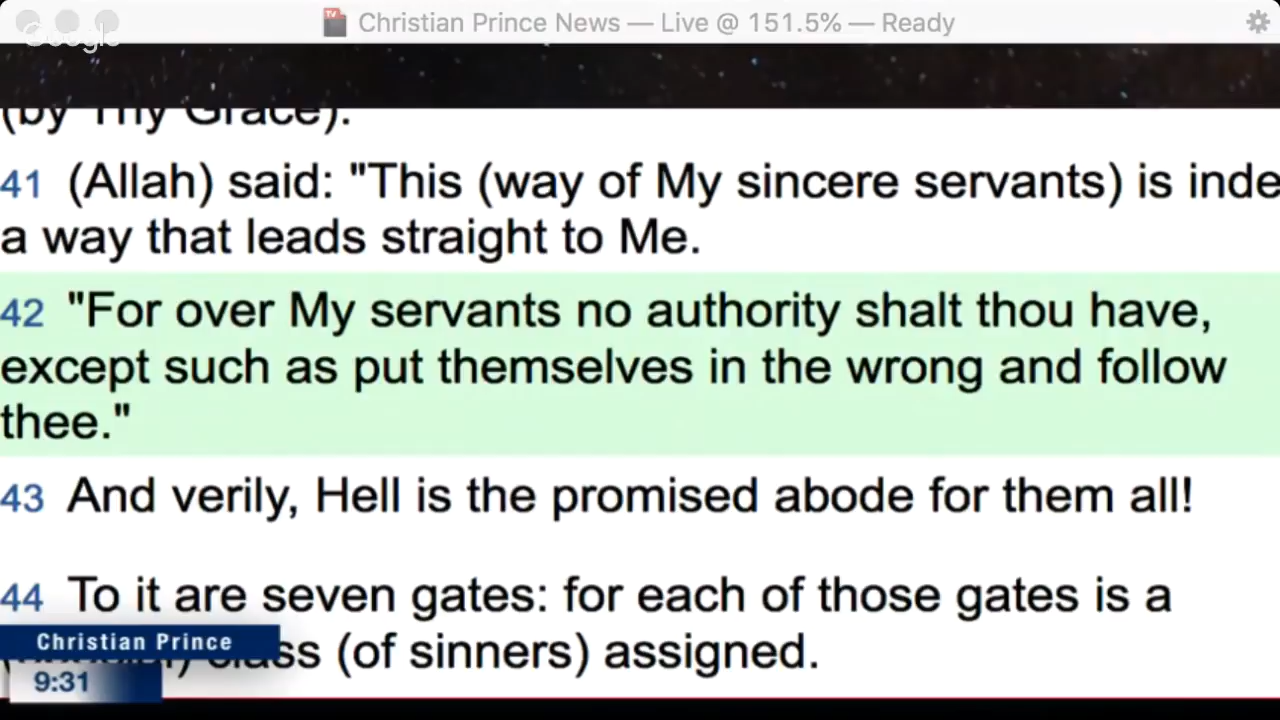 Christian Prince News — Live @ 151.5% — Ready
Google
(by Thy Grace).
41 (Allah) said: "This (way of My sincere servants) is inde
a way that leads straight to Me.
42 "For over My servants no authority shalt thou have,
except such as put themselves in the wrong and follow
thee."
43 And verily, Hell is the promised abode for them all!
44 To it are seven gates: for each of those gates is a
class (of sinners) assigned.
Christian Prince
9:31